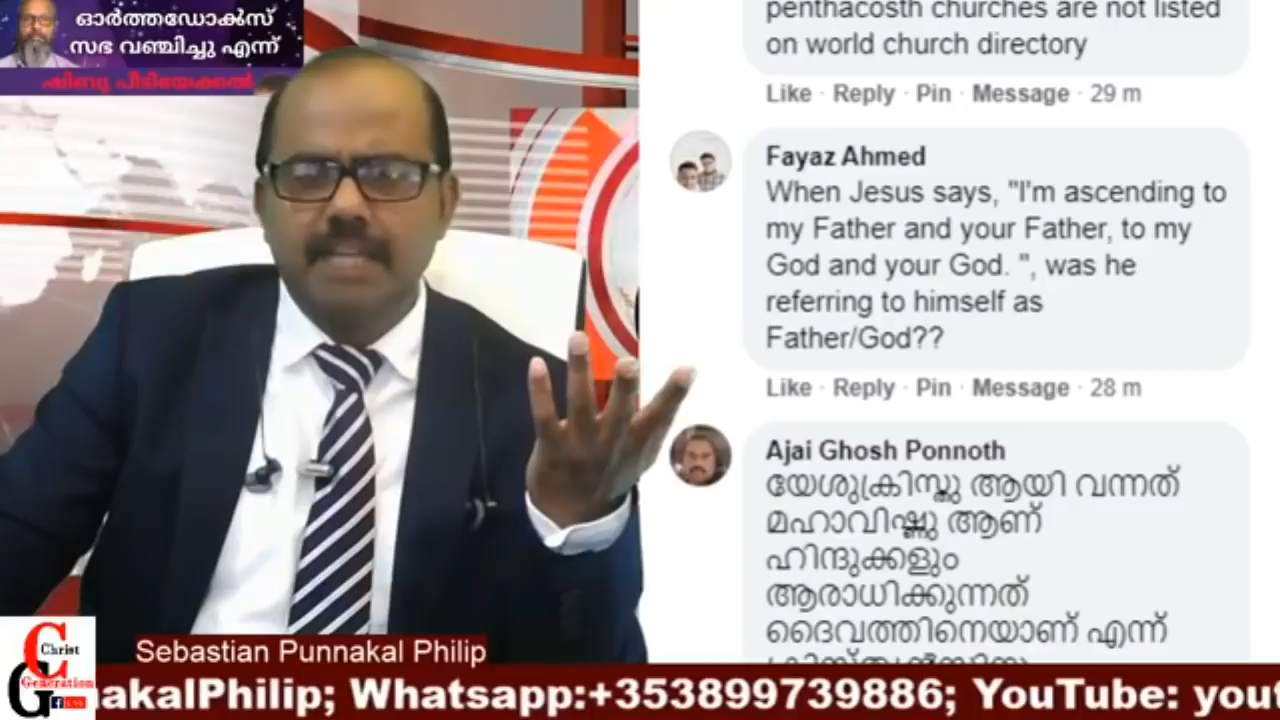 ഓർത്തഡോക്സ്
സഭ വഞ്ചിച്ചു എന്ന്
ഷിബു പീടിയേക്കൽ
penthacosth churches are not listed
on world church directory
Like · Reply · Pin · Message · 29 m
Fayaz Ahmed
When Jesus says, "I'm ascending to
my Father and your Father, to my
God and your God. ", was he
referring to himself as
Father/God??
Like · Reply · Pin · Message · 28 m
Ajai Ghosh Ponnoth
യേശുക്രിസ്തു ആയി വന്നത്
മഹാവിഷ്ണു ആണ്
ഹിന്ദുക്കളും
ആരാധിക്കുന്നത്
ദൈവത്തിനെയാണ് എന്ന്
Sebastian Punnakal Philip
Christ
Generation
akalPhilip; Whatsapp:+353899739886; YouTube: you